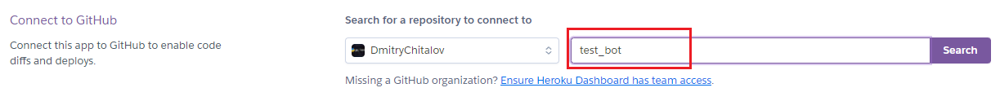 Connect to GitHub
Connect this app to GitHub to enable code
diffs and deploys.
Search for a repository to connect to
DmitryChitalov
test_bot
Search
Missing a GitHub organization? Ensure Heroku Dashboard has team access.